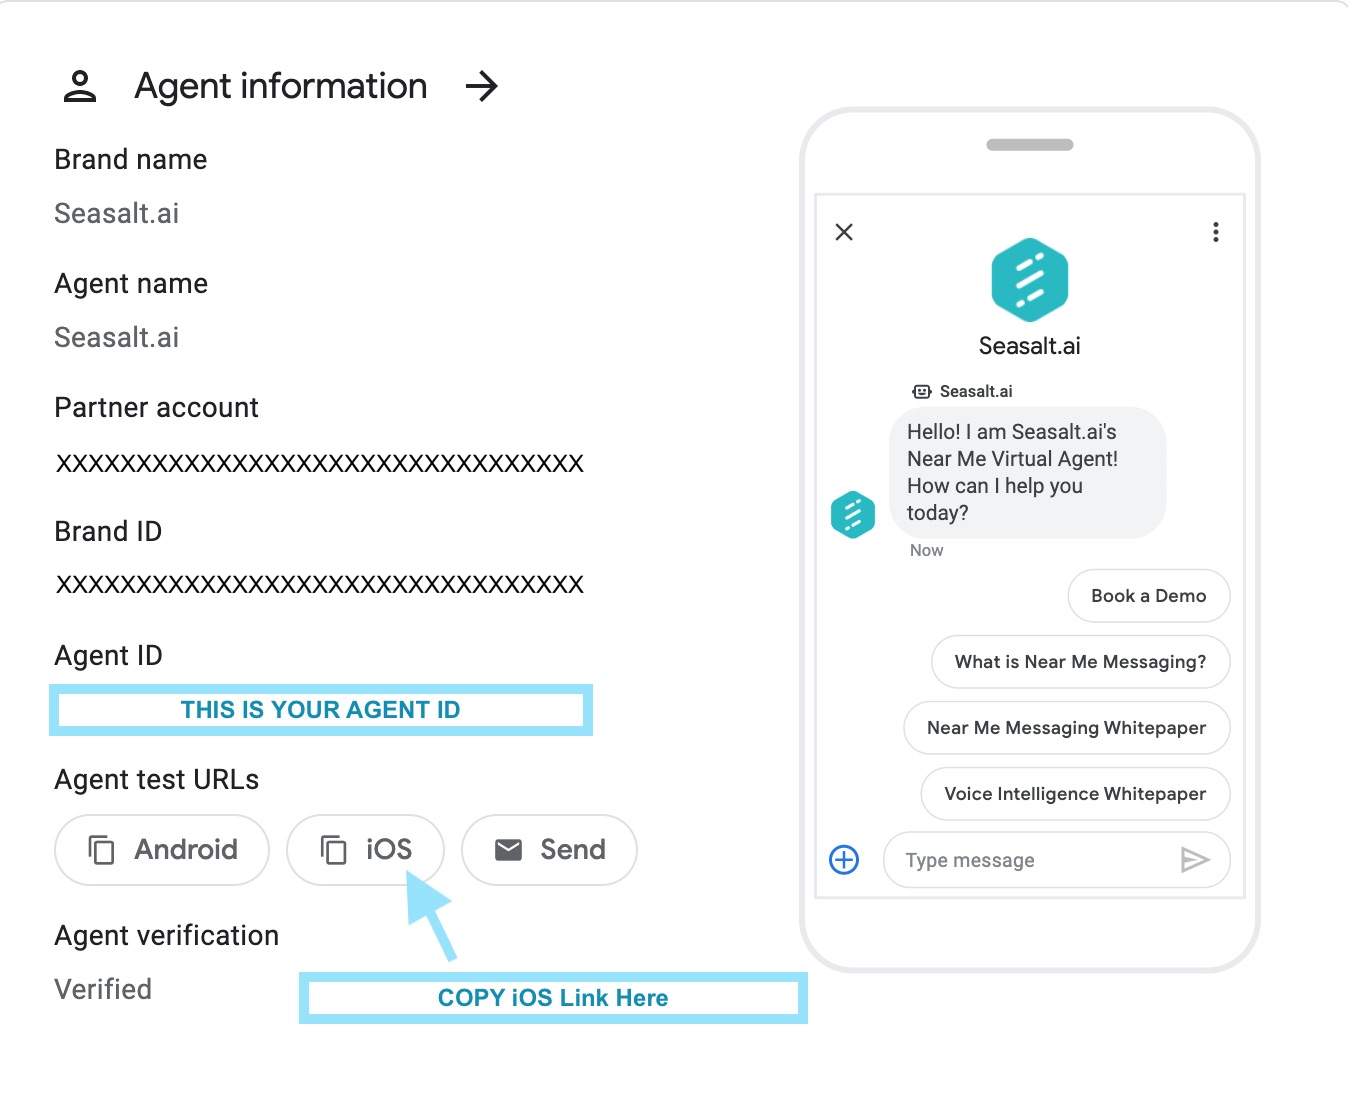 Agent information
Brand name
Seasalt.ai
Agent name
Seasalt.ai
Partner account
XXXXXXXXXXXXXXXXXXXXXXXXXXXXXXXXX
Brand ID
XXXXXXXXXXXXXXXXXXXXXXXXXXXXXXXXX
Agent ID
THIS IS YOUR AGENT ID
Agent test URLs
Android
iOS
Send
Agent verification
Verified
COPY iOS Link Here
Seasalt.ai
Seasalt.ai
Hello! I am Seasalt.ai's
Near Me Virtual Agent!
How can I help you
today?
Now
Book a Demo
What is Near Me Messaging?
Near Me Messaging Whitepaper
Voice Intelligence Whitepaper
Type message